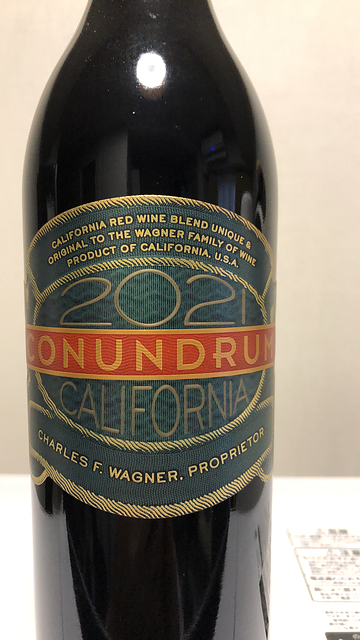 CALIFORNIA RED WINE BLEND UNIQUE &
ORIGINAL TO THE WAGNER FAMILY OF WINE
PRODUCT OF CALIFORNIA, U.S.A.
2021
CONUNDRUM
CALIFORNIA
CHARLES F. WAGNER, PROPRIETOR